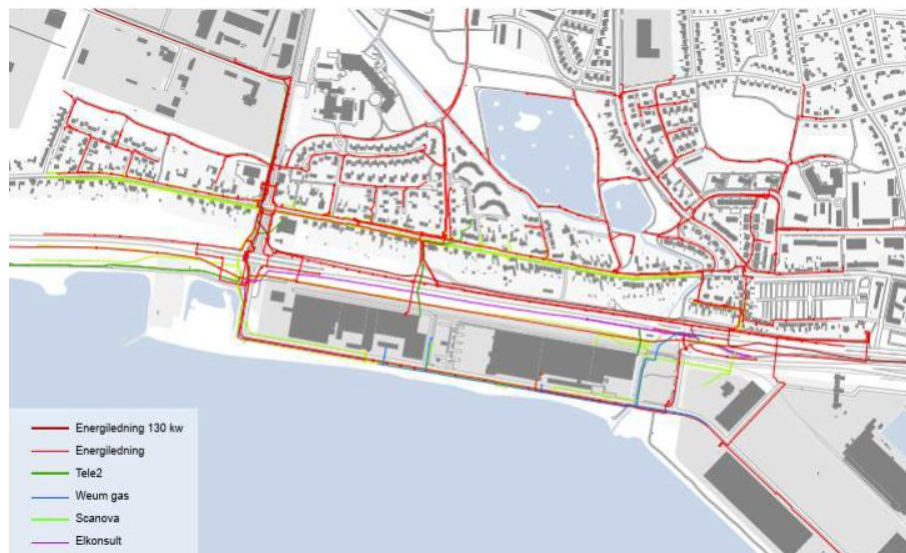 Energiledning 130 kw
Energiledning
Tele2
Weum gas
Scanova
Elkonsult